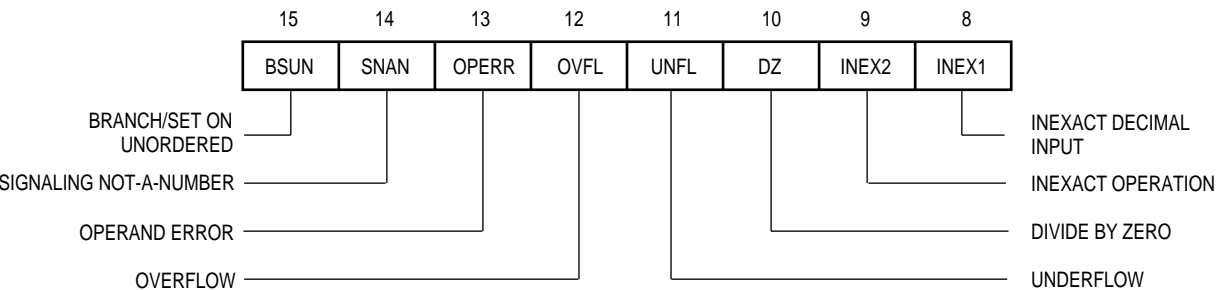 15 14 13 12 11 10 9 8
BSUN SNAN OPERR OVFL UNFL DZ INEX2 INEX1
BRANCH/SET ON
UNORDERED
SIGNALING NOT-A-NUMBER
OPERAND ERROR
OVERFLOW
INEXACT DECIMAL
INPUT
INEXACT OPERATION
DIVIDE BY ZERO
UNDERFLOW